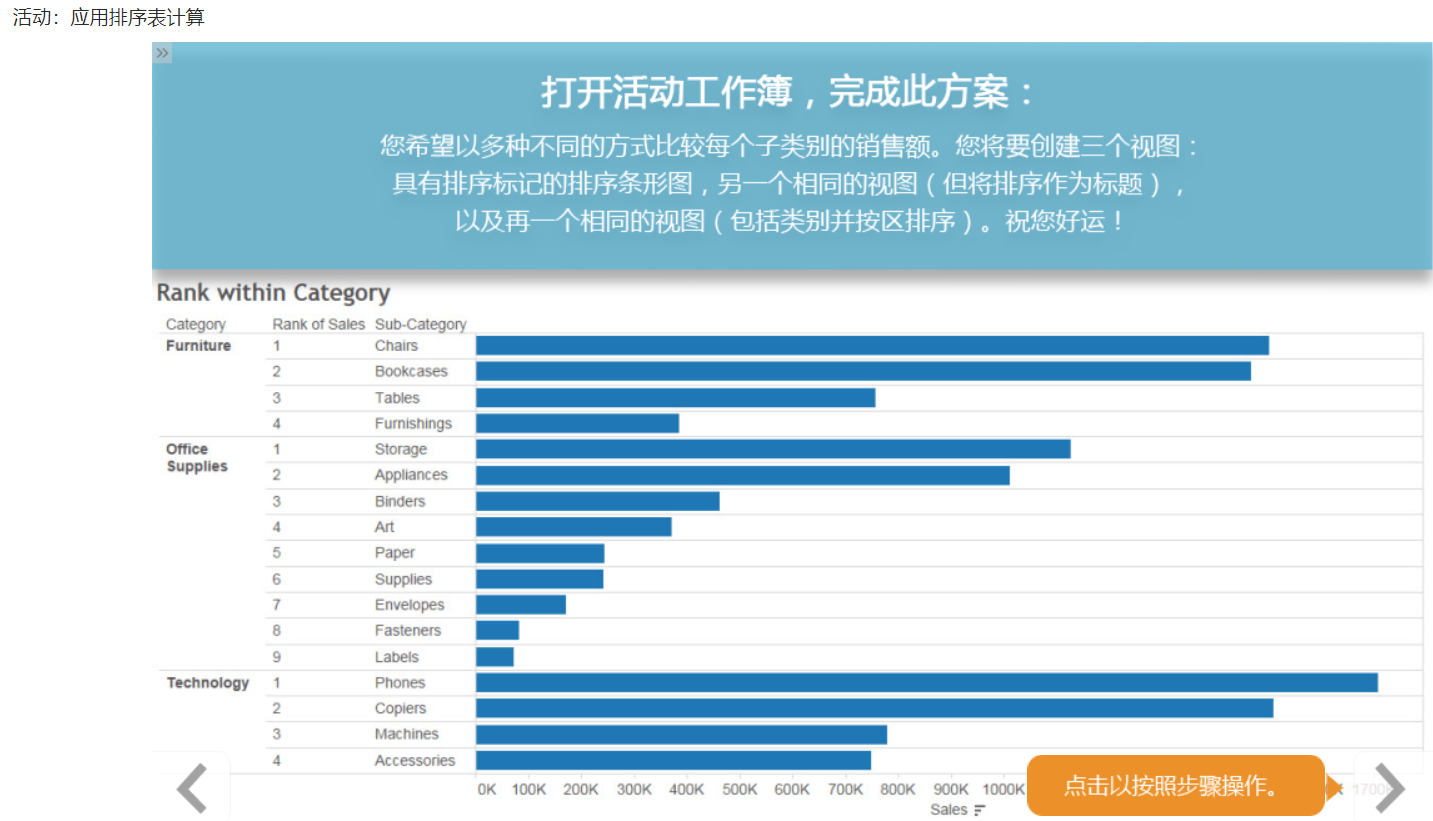 活动：应用排序表计算
»
打开活动工作簿，完成此方案：
您希望以多种不同的方式比较每个子类别的销售额。您将要创建三个视图：
具有排序标记的排序条形图，另一个相同的视图（但将排序作为标题），
以及再一个相同的视图（包括类别并按区排序）。祝您好运！
Rank within Category
Category Rank of Sales Sub-Category
Furniture 1 Chairs
2 Bookcases
3 Tables
4 Furnishings
Office Supplies 1 Storage
2 Appliances
3 Binders
4 Art
5 Paper
6 Supplies
7 Envelopes
8 Fasteners
9 Labels
Technology 1 Phones
2 Copiers
3 Machines
4 Accessories
0K 100K 200K 300K 400K 500K 600K 700K 800K 900K 1000K
Sales
点击以按照步骤操作。